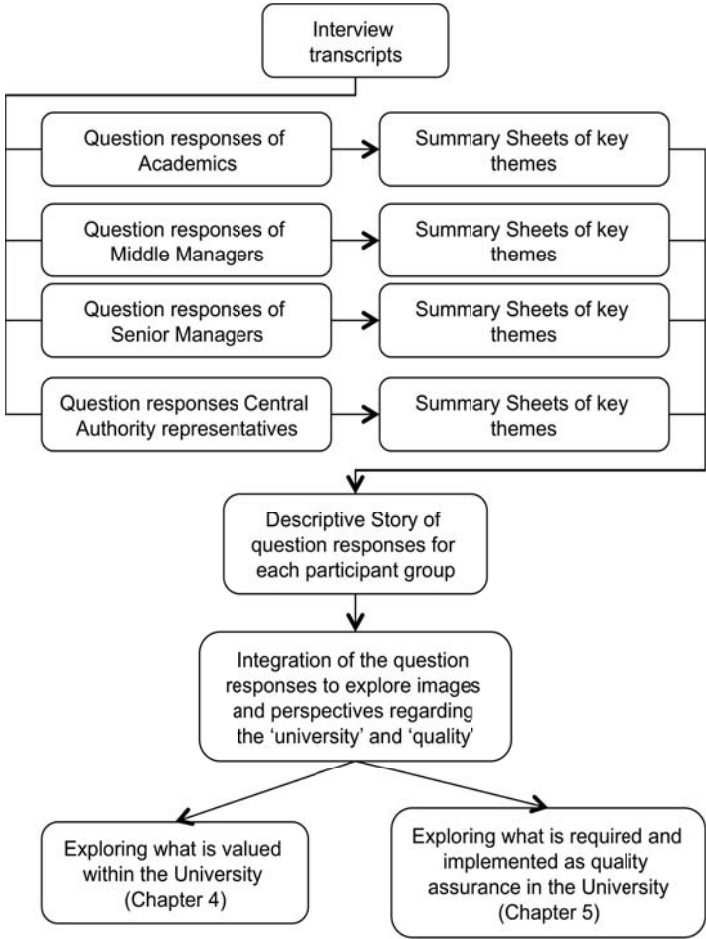 Interview
transcripts
Question responses of
Academics
Summary Sheets of key
themes
Question responses of
Middle Managers
Summary Sheets of key
themes
Question responses of
Senior Managers
Summary Sheets of key
themes
Question responses Central
Authority representatives
Summary Sheets of key
themes
Descriptive Story of
question responses for
each participant group
Integration of the question
responses to explore images
and perspectives regarding
the ‘university’ and ‘quality’
Exploring what is valued
within the University
(Chapter 4)
Exploring what is required and
implemented as quality
assurance in the University
(Chapter 5)